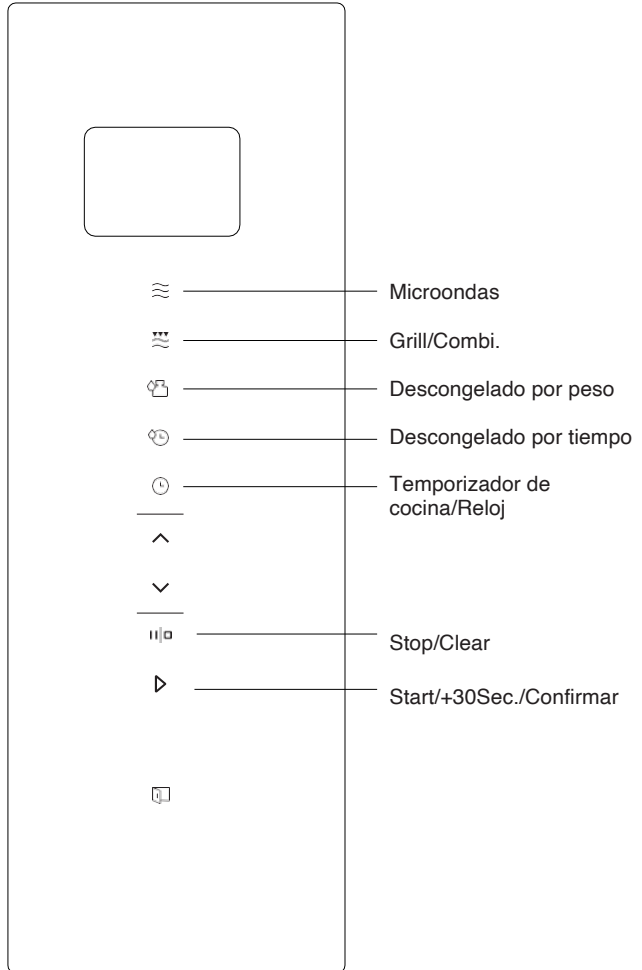 Microondas
Grill/Combi.
Descongelado por peso
Descongelado por tiempo
Temporizador de
cocina/Reloj
Stop/Clear
Start/+30Sec./Confirmar